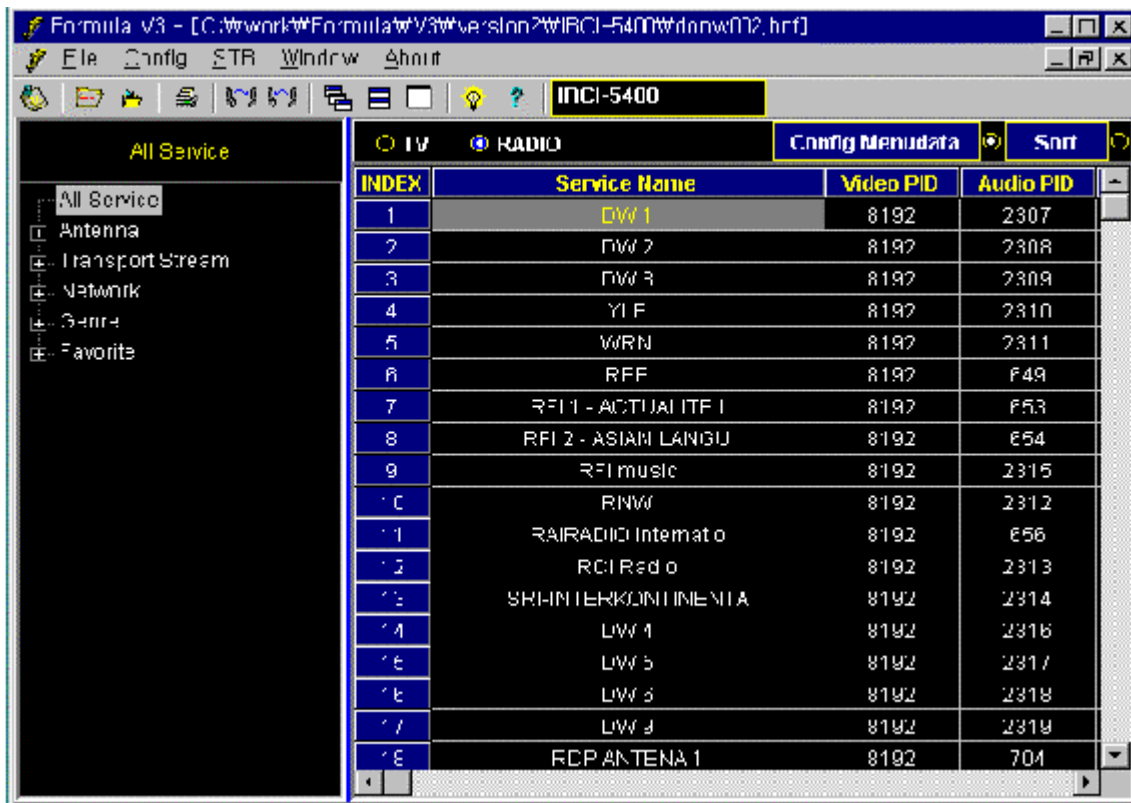 Formula V3 - [C:₩work₩Formula₩V3₩version2₩IRCI-5400₩donw002.hnf]
File Config STB Window About
IRCI-5400
All Service
TV RADIO Config Menudata Sort
All Service
Antenna
Transport Stream
Network
Genre
Favorite
INDEX Service Name Video PID Audio PID
1 DW 1 8192 2307
2 DW 2 8192 2308
3 DW 3 8192 2309
4 YLE 8192 2310
5 WRN 8192 2311
6 REE 8192 649
7 RFI 1 - ACTUALITE I 8192 653
8 RFI 2 - ASIAN LANGU 8192 654
9 RFI music 8192 2315
10 RNW 8192 2312
11 RAIRADIO Internatio 8192 656
12 RCI Radio 8192 2313
13 SRI-INTERKONTINENTA 8192 2314
14 DW 4 8192 2316
15 DW 5 8192 2317
16 DW 6 8192 2318
17 DW 9 8192 2319
18 RDP ANTENA 1 8192 704